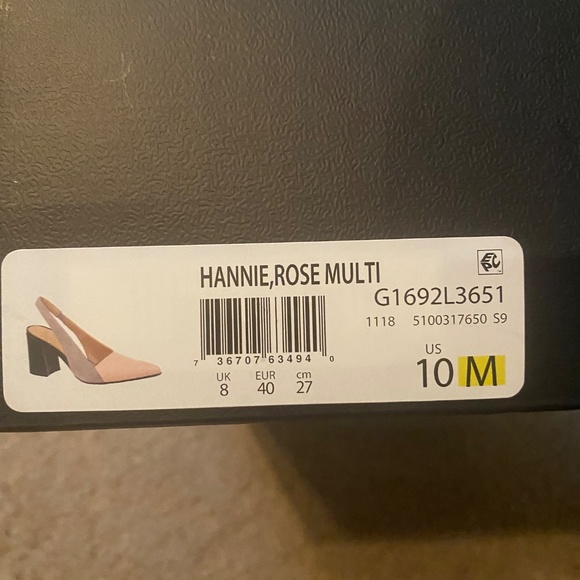 HANNIE,ROSE MULTI
G1692L3651
1118 5100317650 S9
7 36707 63494 0
UK EUR cm
8 40 27
US
10 M